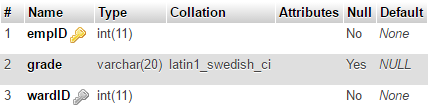 # Name Type Collation Attributes Null Default
1 empID int(11) No None
2 grade varchar(20) latin1_swedish_ci Yes NULL
3 wardID int(11) No None